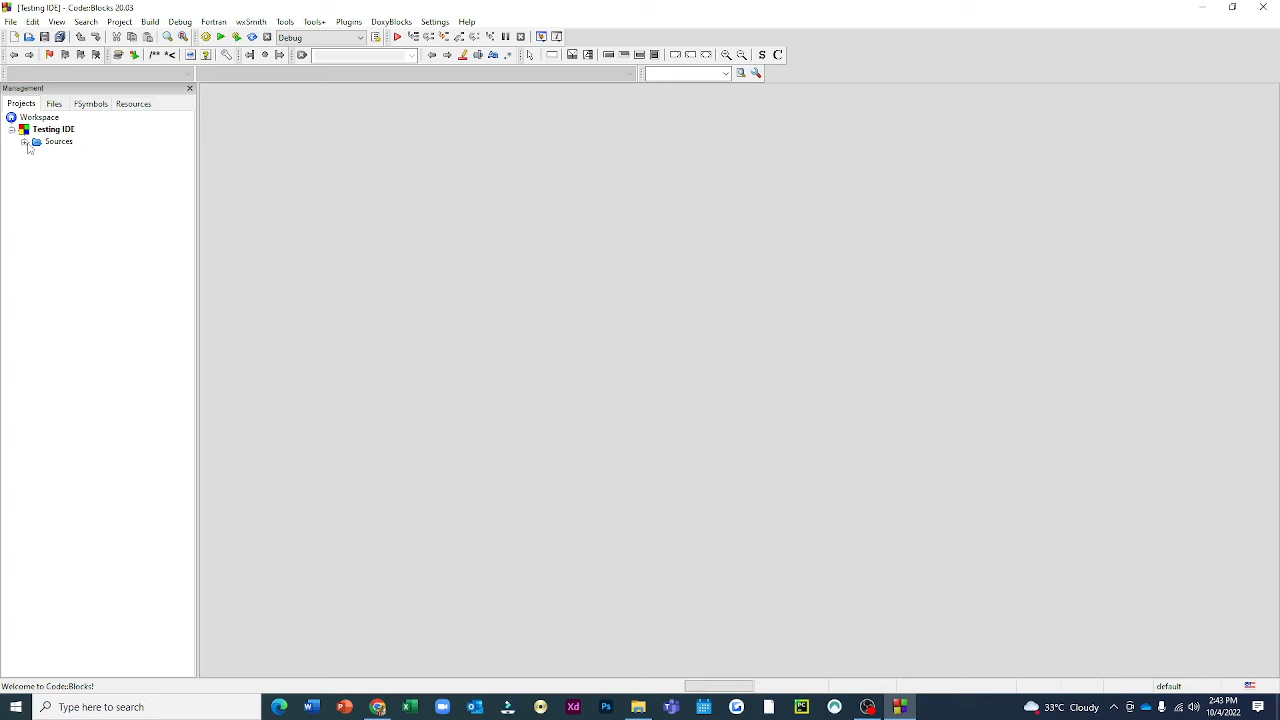 [Testing IDE] - Code::Blocks 20.03
File Edit View Search Project Build Debug Fortran wxSmith Tools Tools+ Plugins DoxyBlocks Settings Help
Debug
/** *<
.*
S C
Management
Projects Files FSymbols Resources
Workspace
Testing IDE
Sources
Welcome to Code::Blocks!
default
Type here to search
33°C Cloudy
2:43 PM
10/4/2022